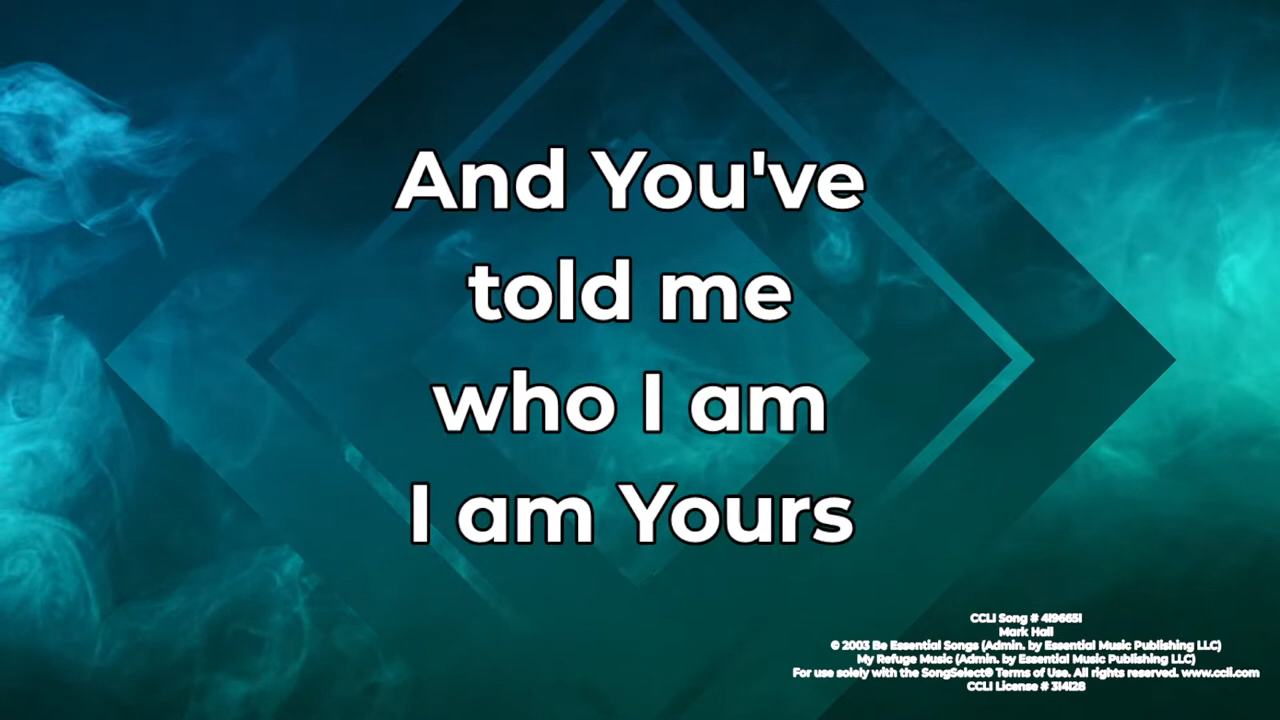 And You've
told me
who I am
I am Yours
CCLI Song # 4196651
Mark Hall
© 2003 Be Essential Songs (Admin. by Essential Music Publishing LLC)
My Refuge Music (Admin. by Essential Music Publishing LLC)
For use solely with the SongSelect® Terms of Use. All rights reserved. www.ccli.com
CCLI License # 314128